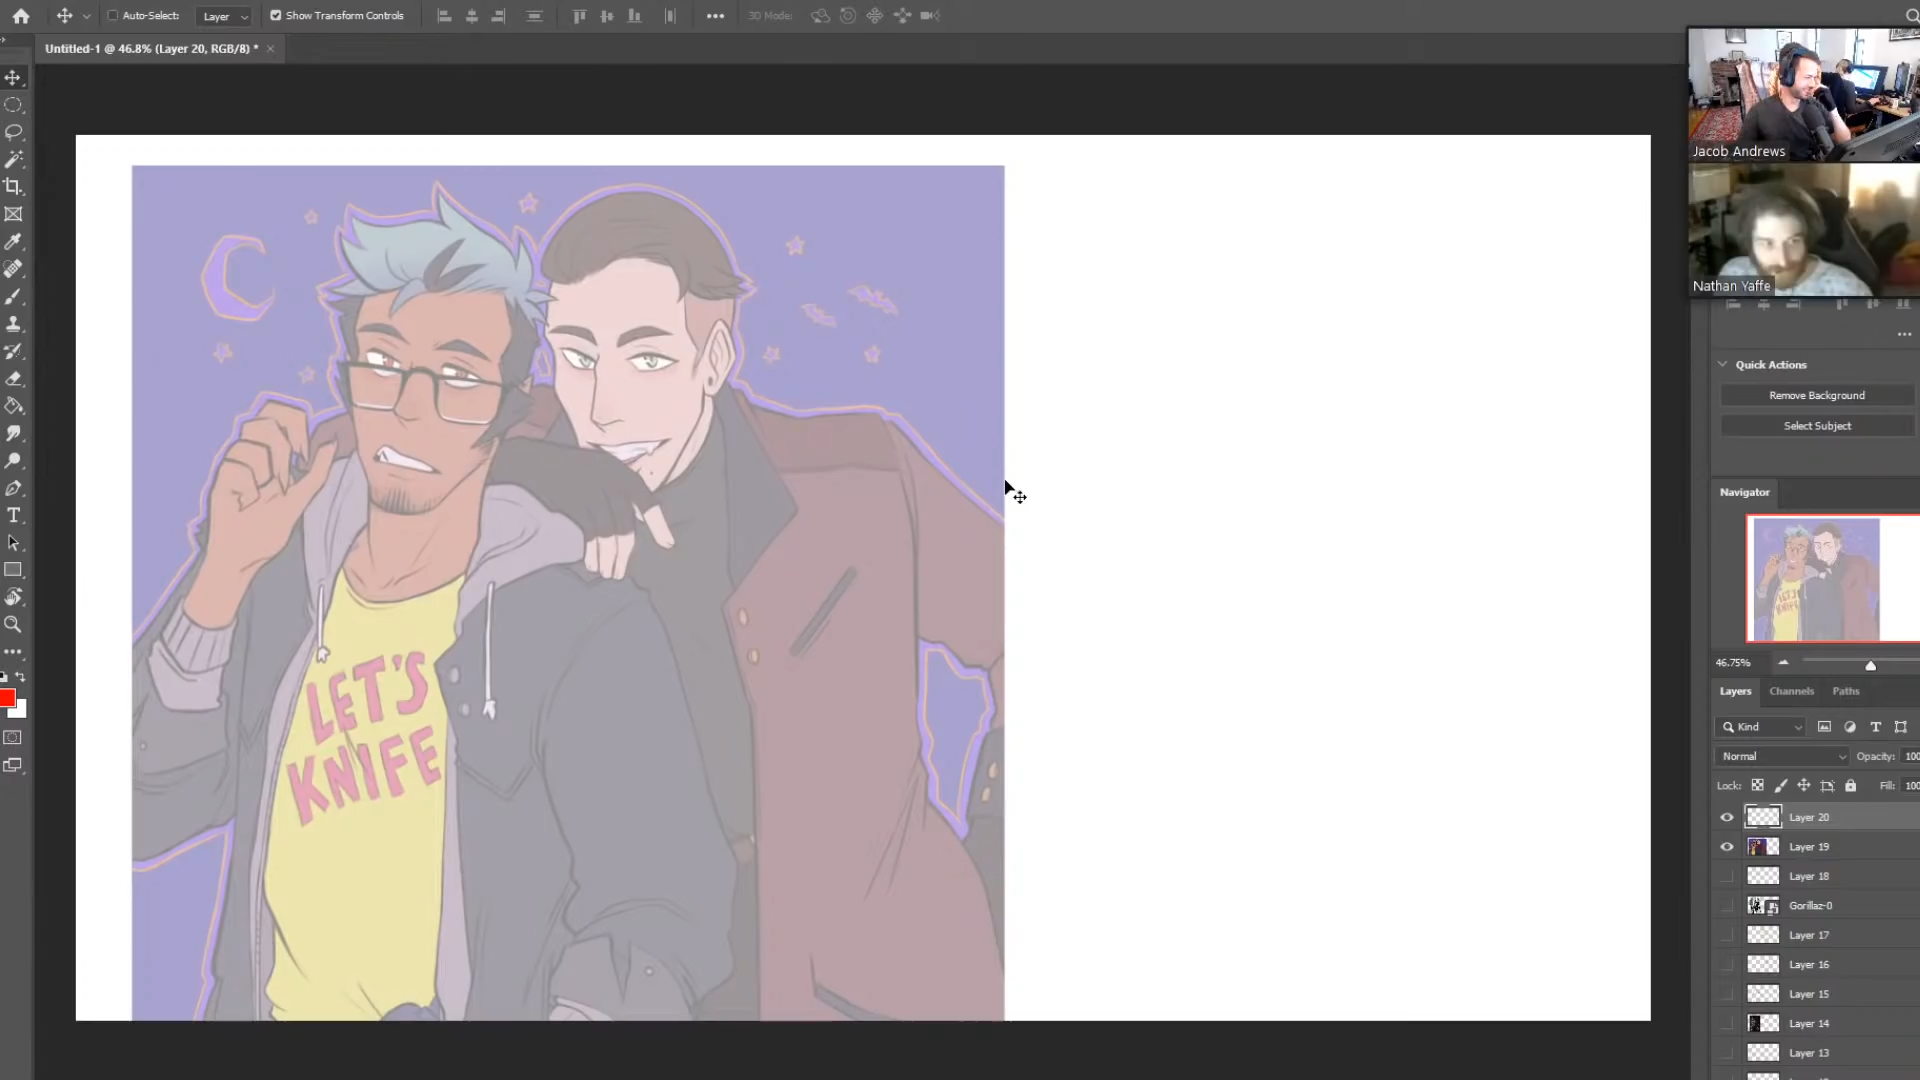 Auto-Select:
Layer
Show Transform Controls
3D Mode:
Untitled-1 @ 46.8% (Layer 20, RGB/8) *
Jacob Andrews
Nathan Yaffe
Quick Actions
Remove Background
Select Subject
Navigator
46.75%
Layers
Channels
Paths
Kind
Normal
Opacity: 100
Lock:
Fill: 100
Layer 20
Layer 19
Layer 18
Gorillaz-0
Layer 17
Layer 16
Layer 15
Layer 14
Layer 13
LET'S
KNIFE